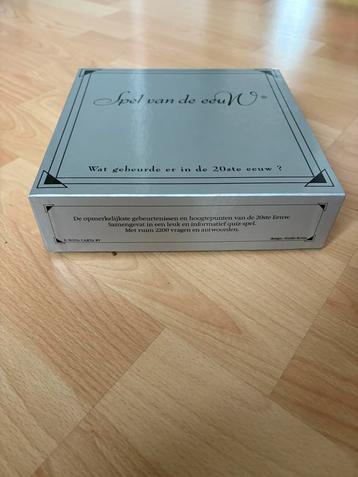 Spel van de eeuW®
Wat gebeurde er in de 20ste eeuw ?
De opmerkelijkste gebeurtenissen en hoogtepunten van de 20ste Eeuw.
Samengevat in een leuk en informatief quiz-spel.
Met ruim 2200 vragen en antwoorden.